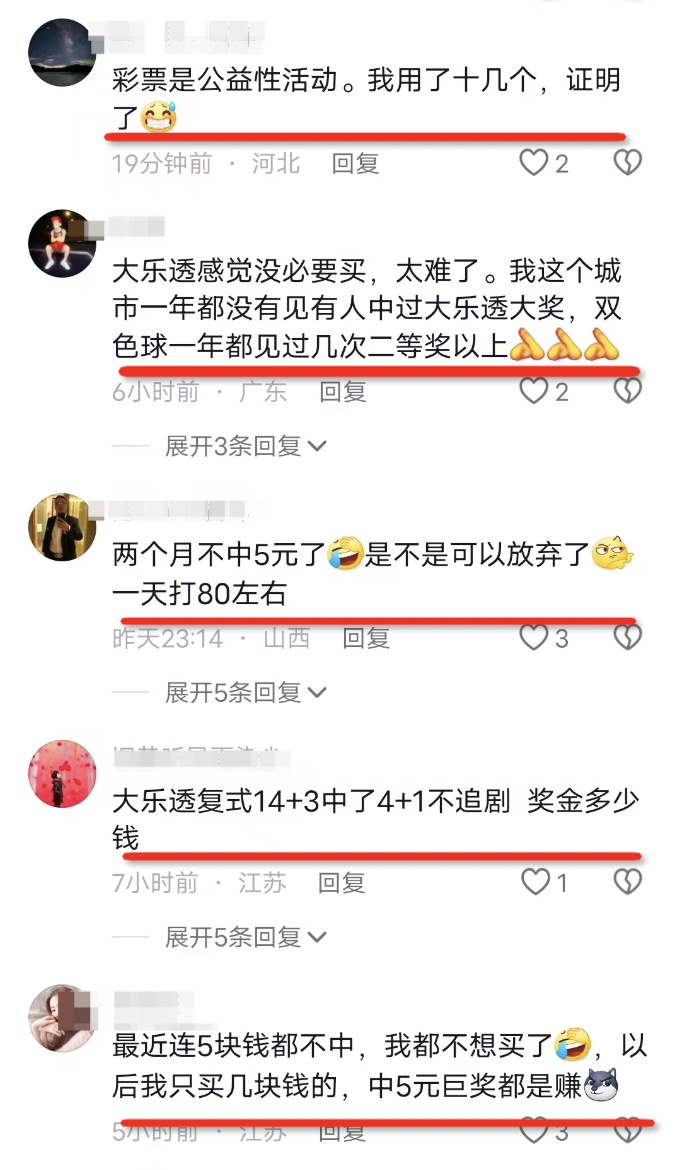 彩票是公益性活动。我用了十几个，证明
了
19分钟前 · 河北 回复 2
大乐透感觉没必要买，太难了。我这个城
市一年都没有见有人中过大乐透大奖，双
色球一年都见过几次二等奖以上
6小时前 · 广东 回复 2
展开3条回复
两个月不中5元了是不是可以放弃了
一天打80左右
昨天23:14 · 山西 回复 3
展开5条回复
大乐透复式14+3中了4+1不追剧 奖金多少
钱
7小时前 · 江苏 回复 1
展开5条回复
最近连5块钱都不中，我都不想买了，以
后我只买几块钱的，中5元巨奖都是赚
5小时前 · 江苏 回复 3